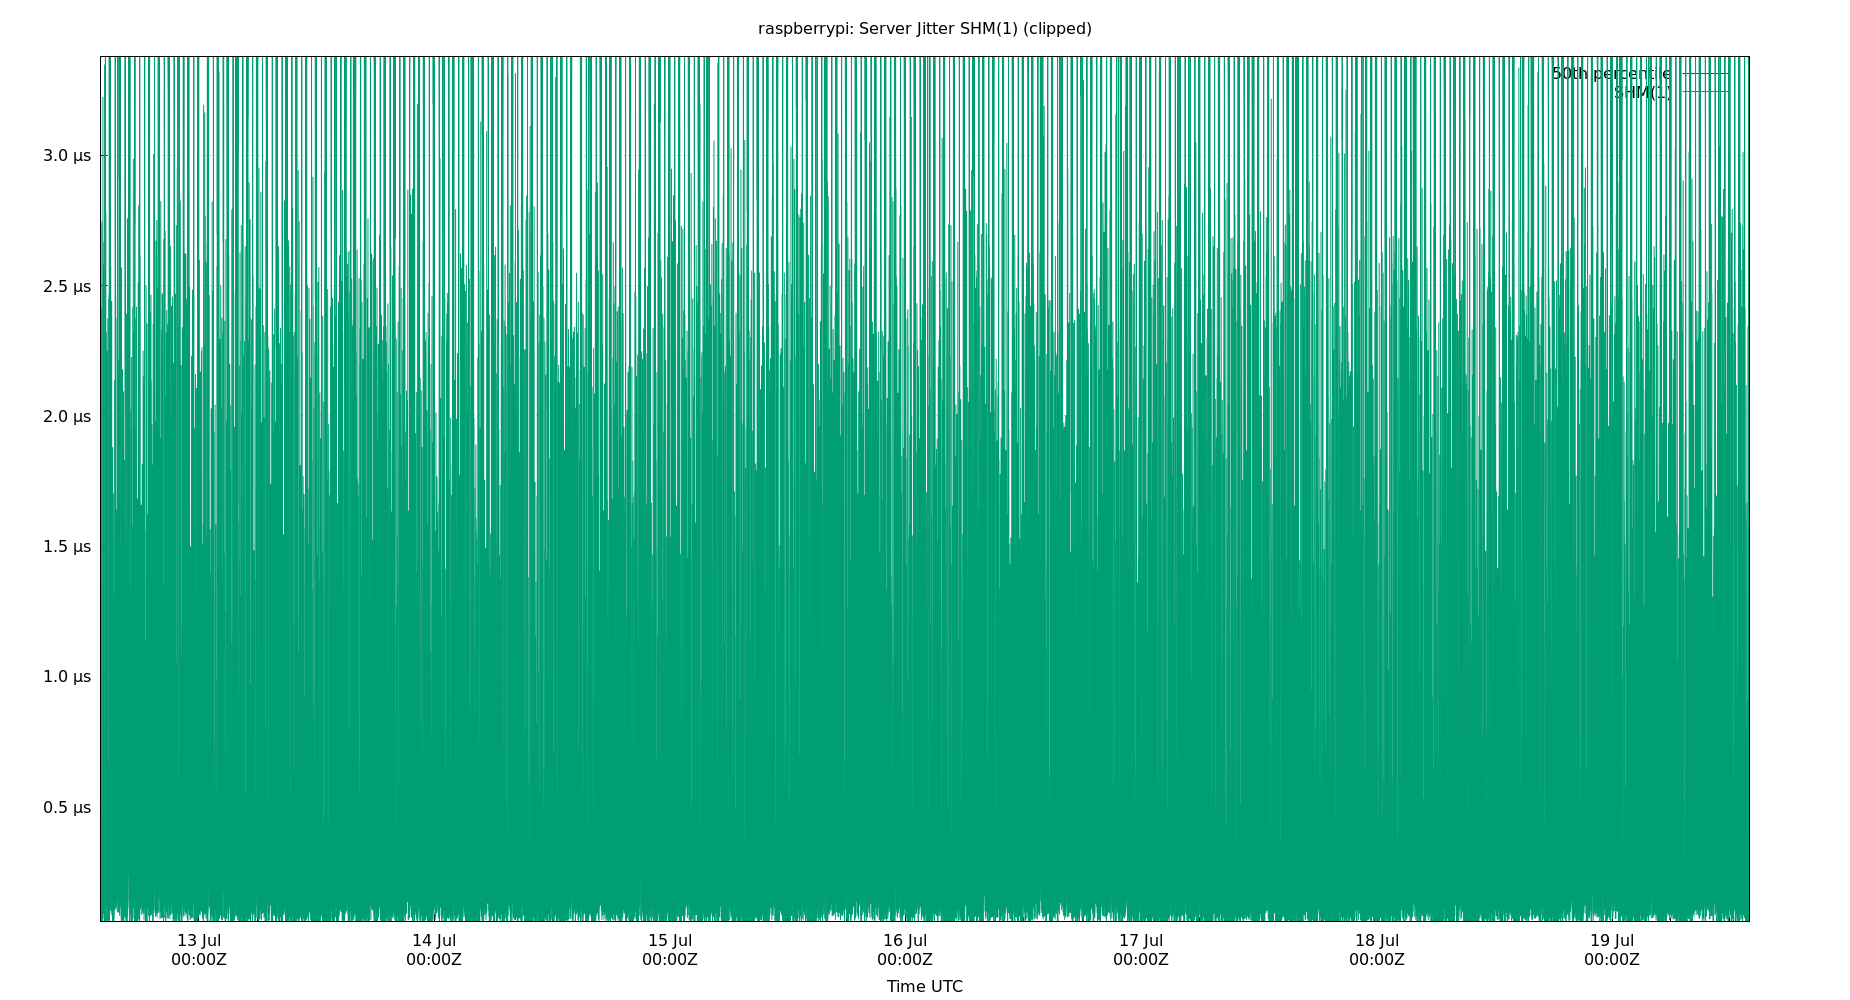 raspberrypi: Server Jitter SHM(1) (clipped)
50th percentile
SHM(1)
3.0 µs
2.5 µs
2.0 µs
1.5 µs
1.0 µs
0.5 µs
13 Jul 14 Jul 15 Jul 16 Jul 17 Jul 18 Jul 19 Jul
00:00Z 00:00Z 00:00Z 00:00Z 00:00Z 00:00Z 00:00Z
Time UTC